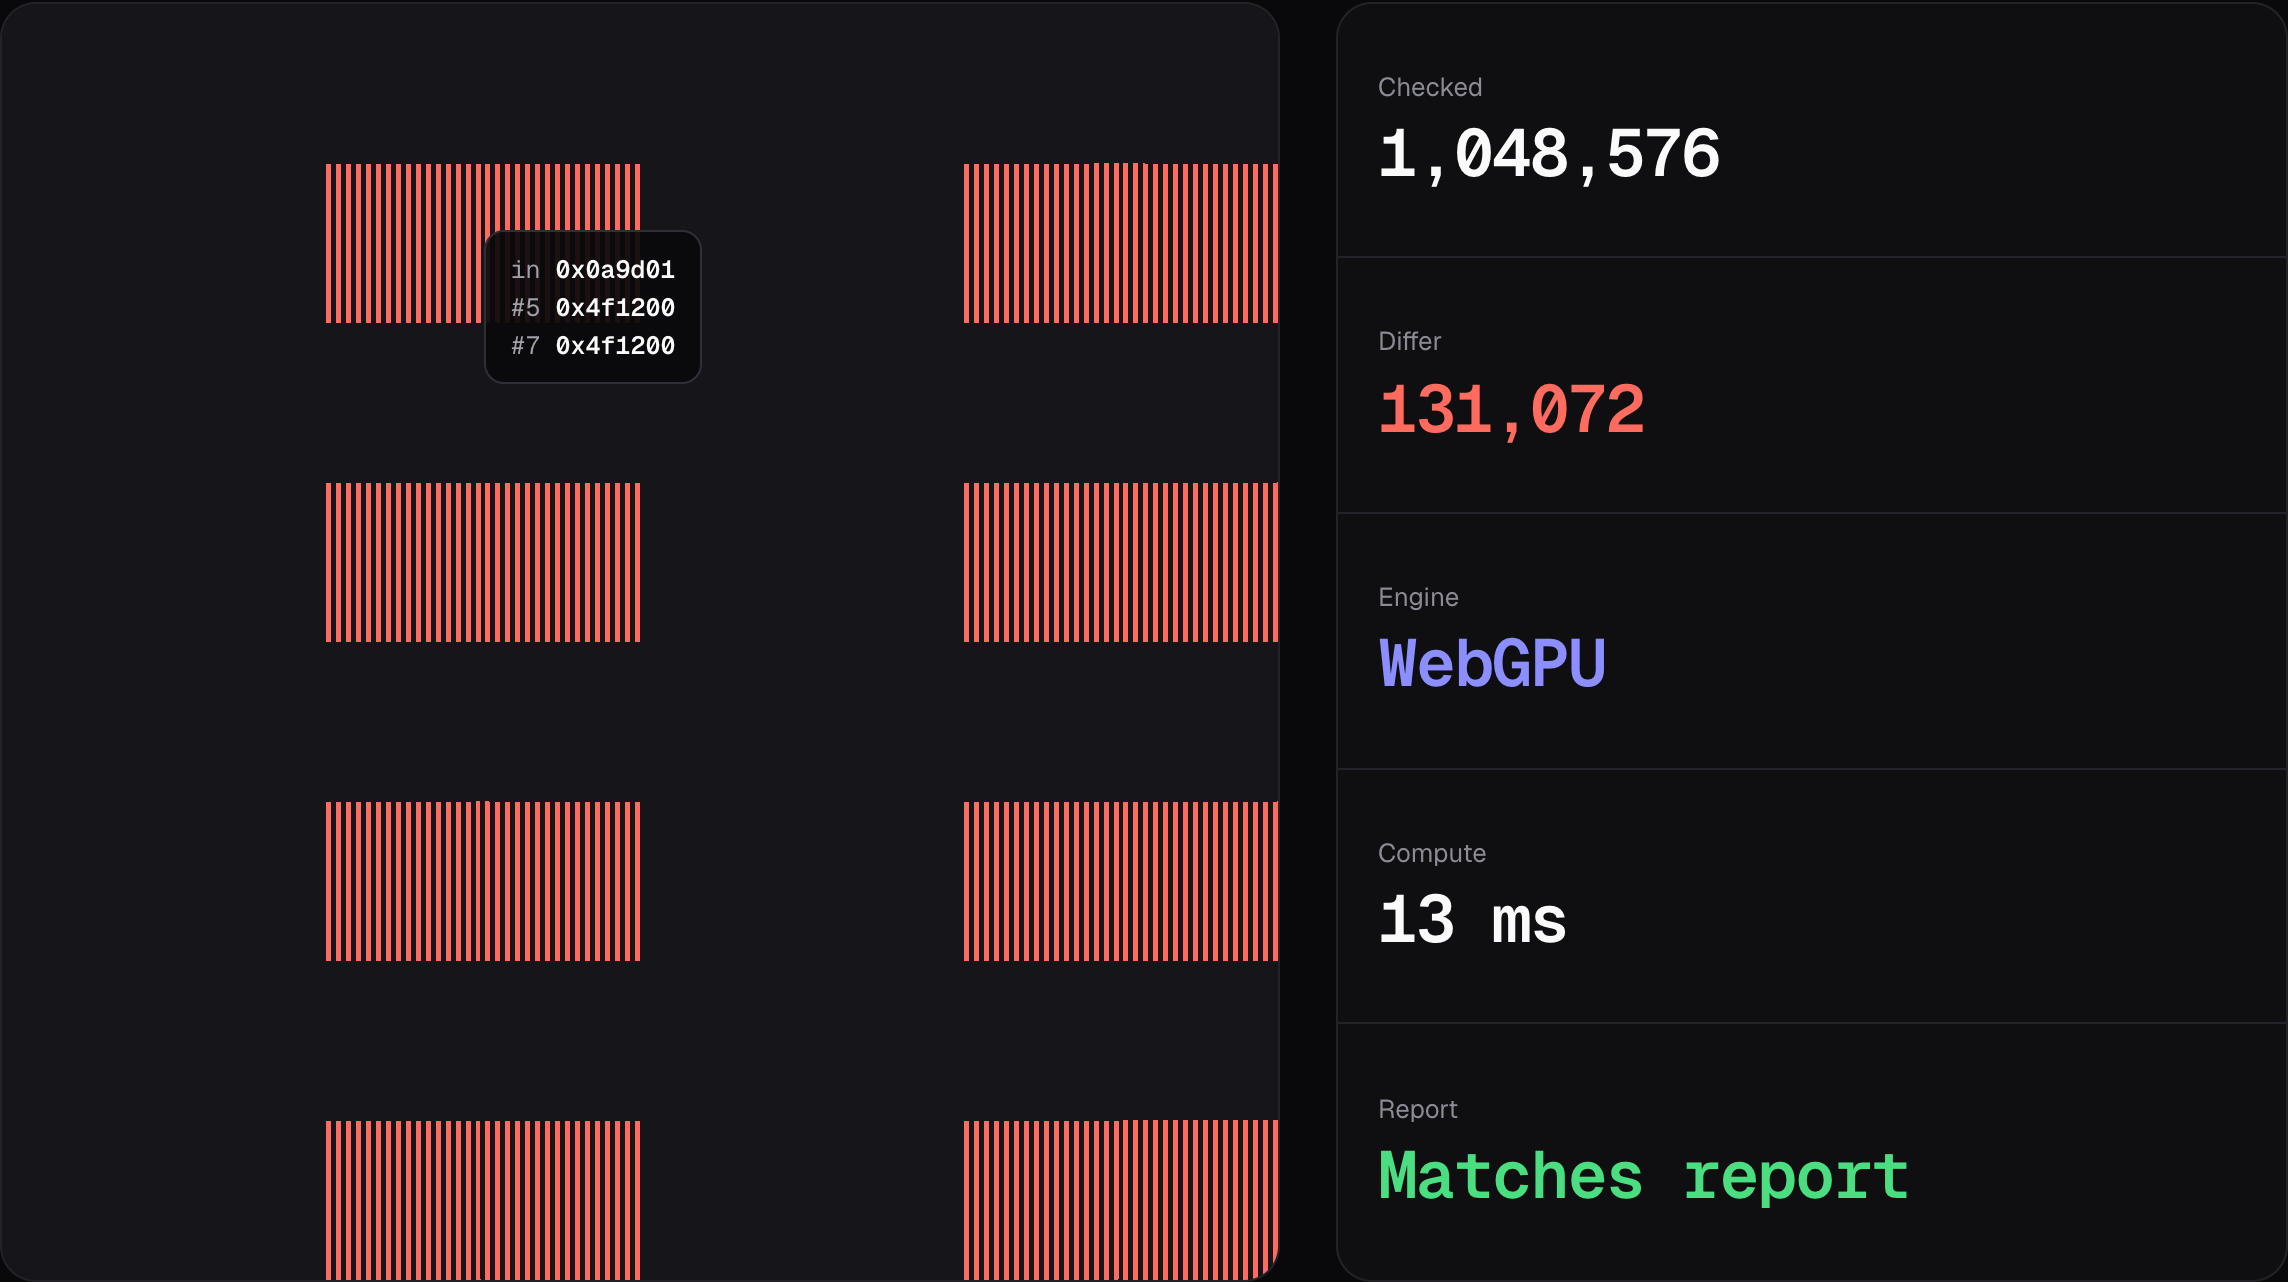 in 0x0a9d01
#5 0x4f1200
#7 0x4f1200
Checked
1,048,576
Differ
131,072
Engine
WebGPU
Compute
13 ms
Report
Matches report